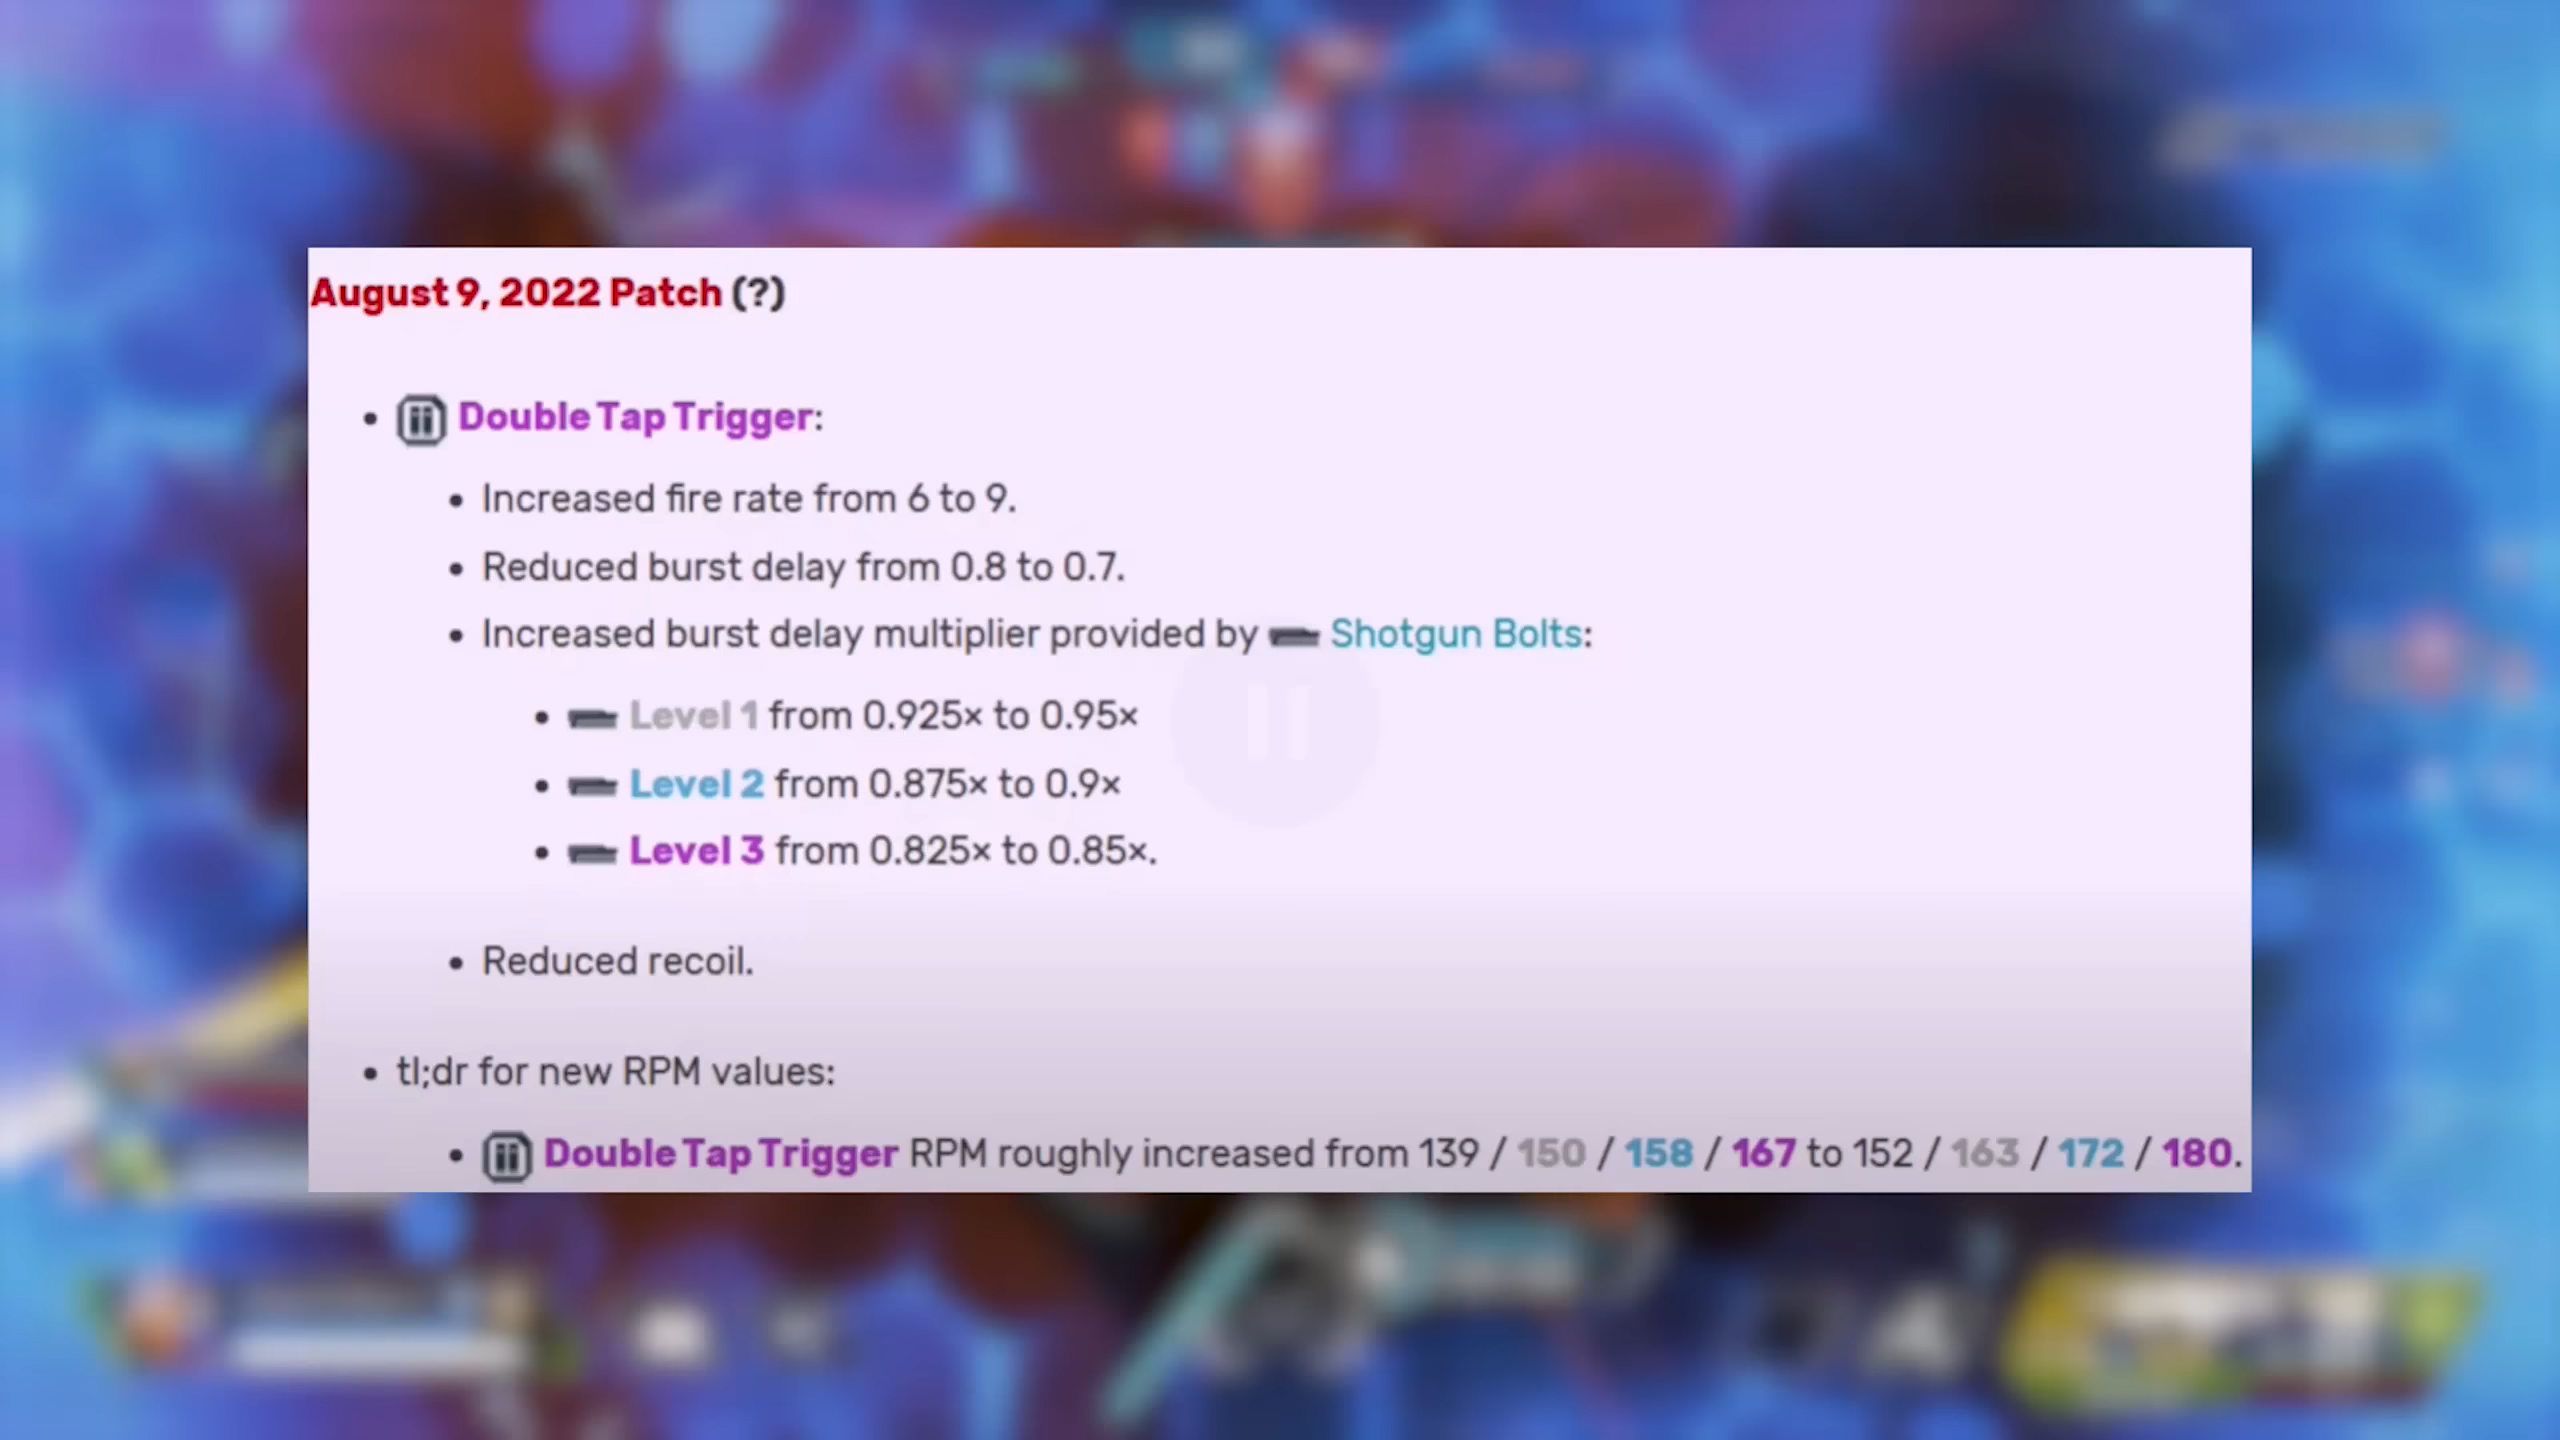 August 9, 2022 Patch (?)
• Double Tap Trigger:
• Increased fire rate from 6 to 9.
• Reduced burst delay from 0.8 to 0.7.
• Increased burst delay multiplier provided by Shotgun Bolts:
• Level 1 from 0.925× to 0.95×
• Level 2 from 0.875× to 0.9×
• Level 3 from 0.825× to 0.85×.
• Reduced recoil.
• tl;dr for new RPM values:
• Double Tap Trigger RPM roughly increased from 139 / 150 / 158 / 167 to 152 / 163 / 172 / 180.